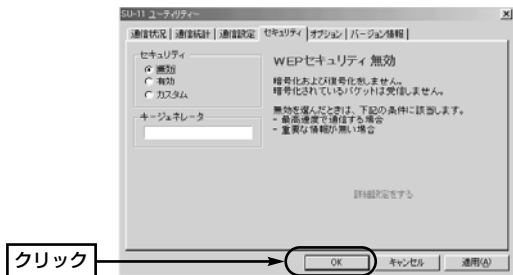 SU-11 ユーティリティー
通信状況 通信統計 通信設定 セキュリティ オプション バージョン情報
セキュリティ
無効
有効
カスタム
キージェネレータ
WEPセキュリティ 無効
暗号化および復号化をしません。
暗号化されているパケットは受信しません。
無効を選んだときは、下記の条件に該当します。
- 最高速度で通信する場合
- 重要な情報が無い場合
詳細設定をする
クリック
OK キャンセル 適用(A)